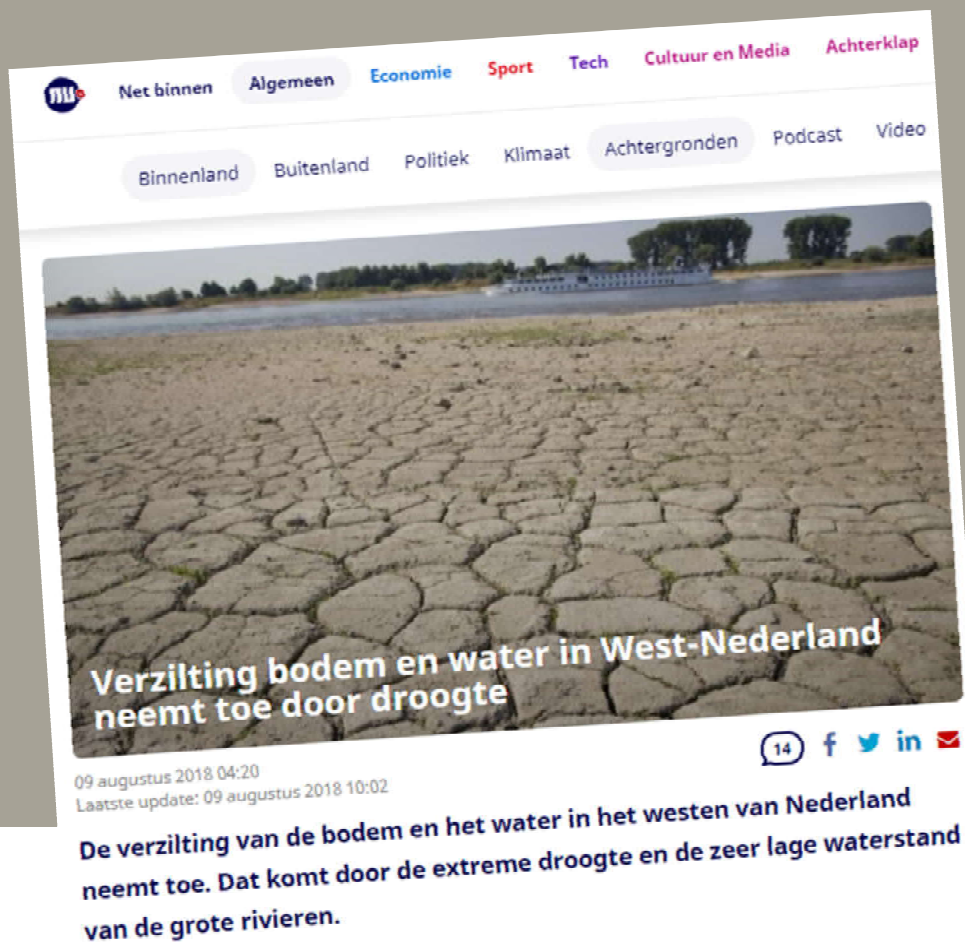 nu Net binnen Algemeen Economie Sport Tech Cultuur en Media Achterklap
Binnenland Buitenland Politiek Klimaat Achtergronden Podcast Video
Verzilting bodem en water in West-Nederland
neemt toe door droogte
14
09 augustus 2018 04:20
Laatste update: 09 augustus 2018 10:02
De verzilting van de bodem en het water in het westen van Nederland
neemt toe. Dat komt door de extreme droogte en de zeer lage waterstand
van de grote rivieren.